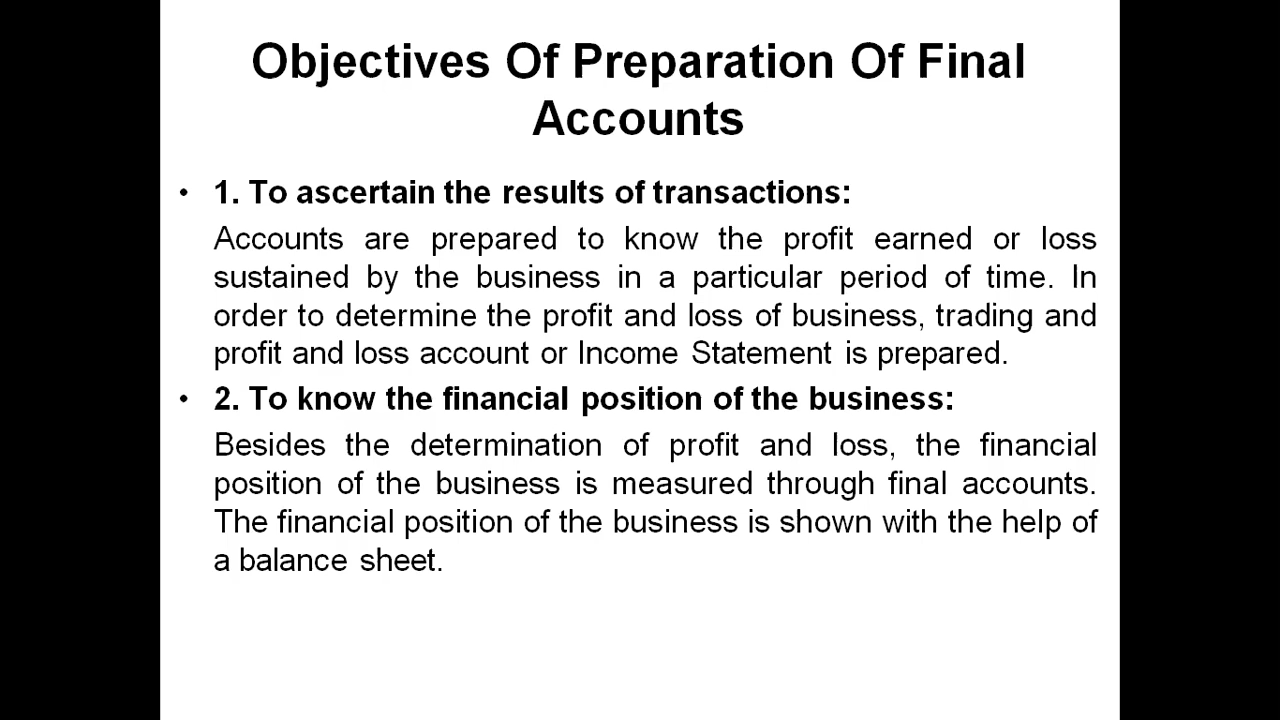 Objectives Of Preparation Of Final
Accounts
• 1. To ascertain the results of transactions:
Accounts are prepared to know the profit earned or loss
sustained by the business in a particular period of time. In
order to determine the profit and loss of business, trading and
profit and loss account or Income Statement is prepared.
• 2. To know the financial position of the business:
Besides the determination of profit and loss, the financial
position of the business is measured through final accounts.
The financial position of the business is shown with the help of
a balance sheet.